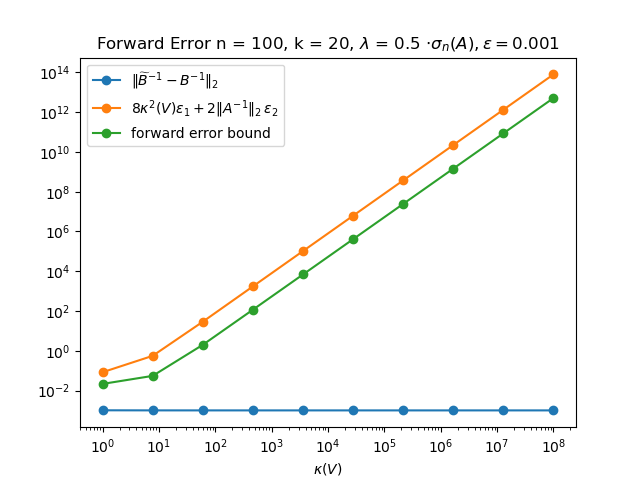 Forward Error n = 100, k = 20, λ = 0.5 ·σₙ(A), ε = 0.001
‖B̃⁻¹ − B⁻¹‖₂
8κ²(V)ε₁ + 2‖A⁻¹‖₂ ε₂
forward error bound
10¹⁴
10¹²
10¹⁰
10⁸
10⁶
10⁴
10²
10⁰
10⁻²
10⁰ 10¹ 10² 10³ 10⁴ 10⁵ 10⁶ 10⁷ 10⁸
κ(V)